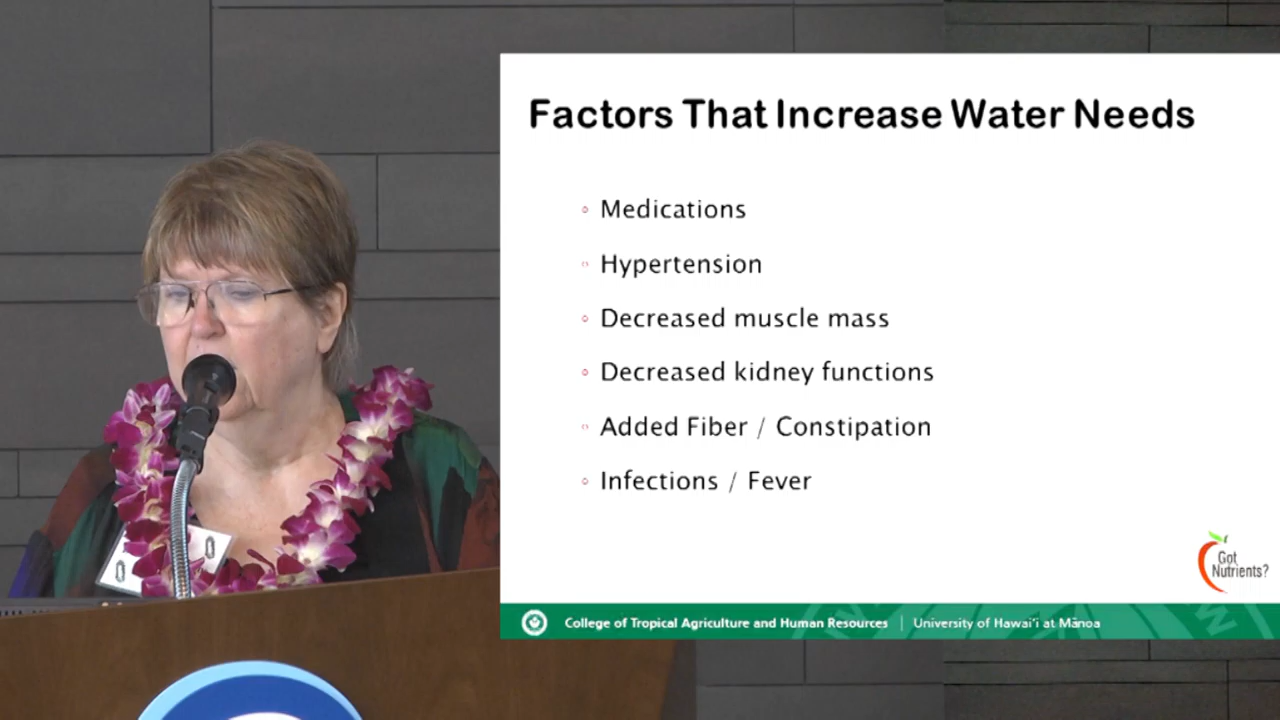 Factors That Increase Water Needs
Medications
Hypertension
Decreased muscle mass
Decreased kidney functions
Added Fiber / Constipation
Infections / Fever
Got
Nutrients?
College of Tropical Agriculture and Human Resources | University of Hawai‘i at Mānoa